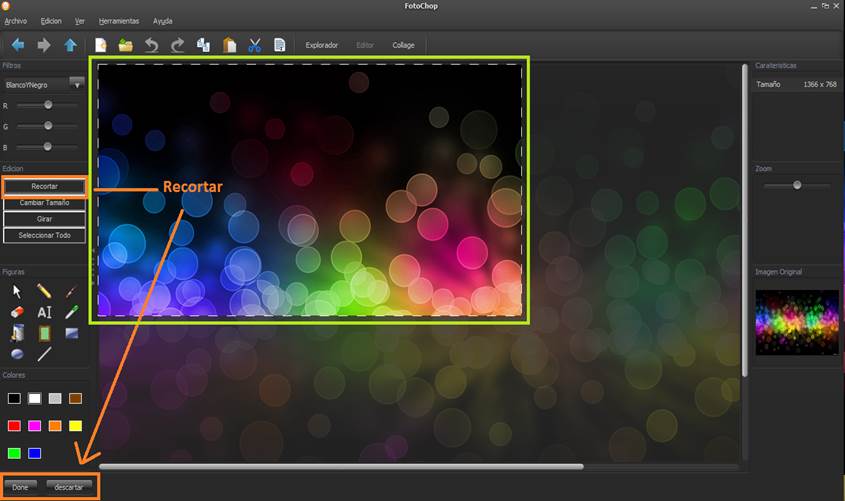 FotoChop
Archivo Edicion Ver Herramientas Ayuda
Explorador Editor Collage
Filtros
BlancoYNegro
R
G
B
Edicion
Recortar
Cambiar Tamaño
Girar
Seleccionar Todo
Recortar
Figuras
AI
Colores
Done descartar
Carateristicas
Tamaño 1366 x 768
Zoom
Imagen Original